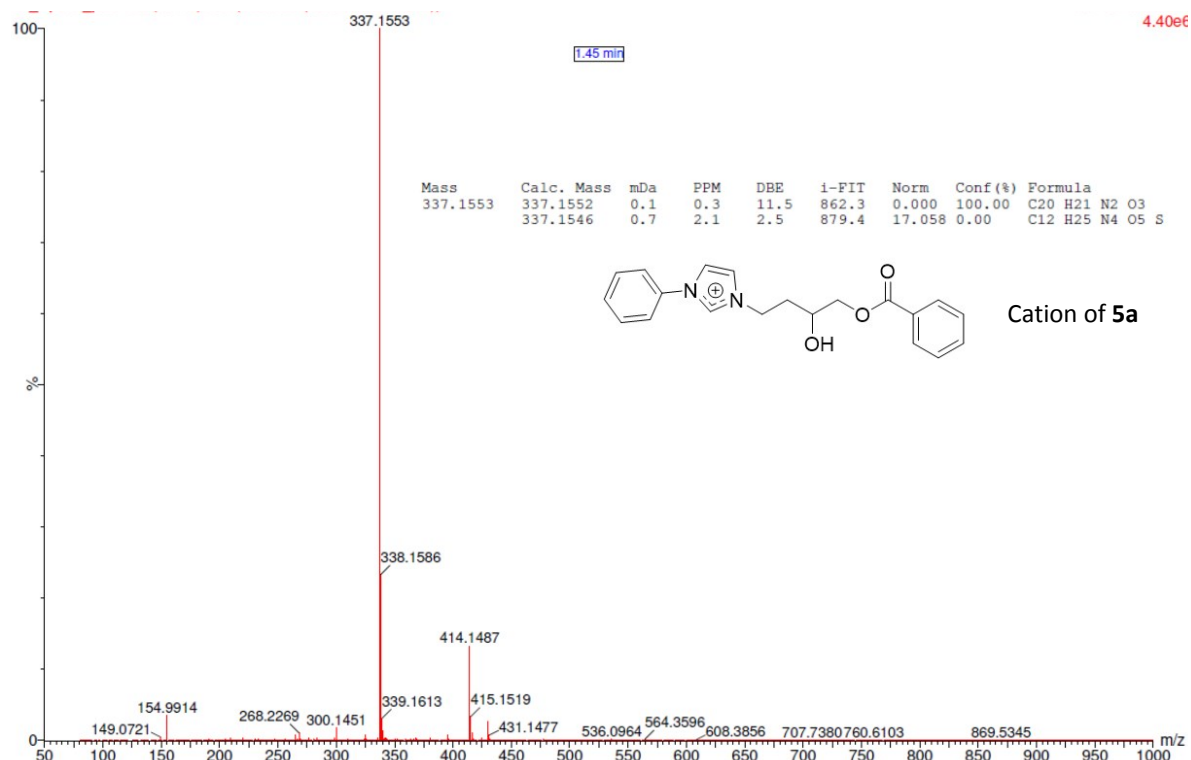 4.40e6
337.1553
100
1.45 min
Mass Calc. Mass mDa PPM DBE i-FIT Norm Conf(%) Formula
337.1553 337.1552 0.1 0.3 11.5 862.3 0.000 100.00 C20 H21 N2 O3
337.1546 0.7 2.1 2.5 879.4 17.058 0.00 C12 H25 N4 O5 S
N + N O O OH
Cation of 5a
%
338.1586
414.1487
154.9914
149.0721
268.2269
300.1451
339.1613
415.1519
431.1477
536.0964
564.3596
608.3856
707.7380
760.6103
869.5345
0
m/z
50 100 150 200 250 300 350 400 450 500 550 600 650 700 750 800 850 900 950 1000